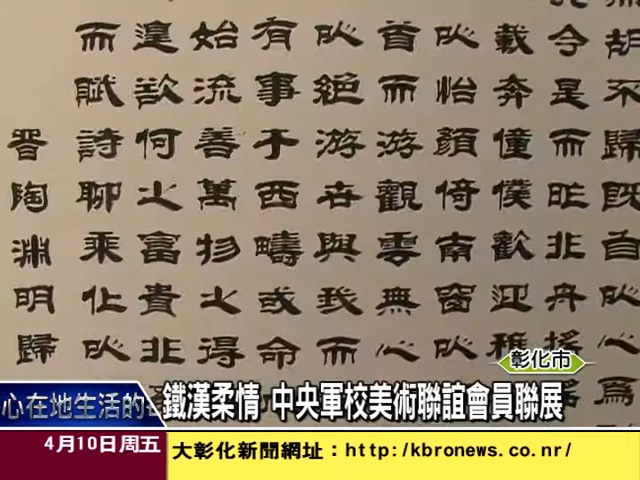 胡不歸既自以心為
今是而昨非舟搖
載奔僮僕歡迎稚
以怡顏倚南窗以
首而游觀雲無心
以絕游世與我而
有事于西疇或命
始流善萬物之得
遑欲何之富貴非
而賦詩聊乘化以
晉陶淵明歸
彰化市
心在地生活的
鐵漢柔情 中央軍校美術聯誼會員聯展
4月10日周五
大彰化新聞網址：http:/kbronews.co.nr/